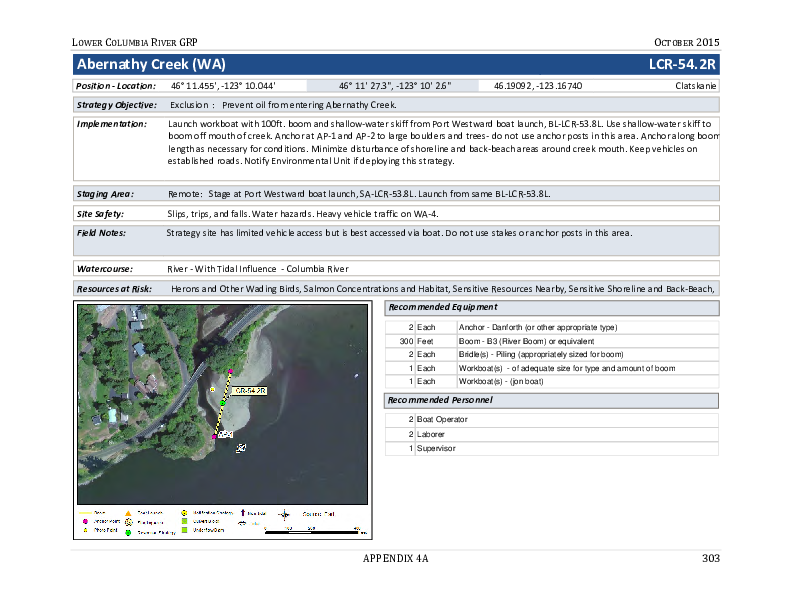 LOWER COLUMBIA RIVER GRP OCTOBER 2015
Abernathy Creek (WA) LCR-54.2R
Position - Location: 46° 11.455', -123° 10.044' 46° 11' 27.3", -123° 10' 2.6" 46.19092, -123.16740 Clatskanie
Strategy Objective: Exclusion : Prevent oil from entering Abernathy Creek.
Implementation: Launch workboat with 100ft. boom and shallow-water skiff from Port Westward boat launch, BL-LCR-53.8L. Use shallow-water skiff to
boom off mouth of creek. Anchor at AP-1 and AP-2 to large boulders and trees- do not use anchor posts in this area. Anchor along boom
length as necessary for conditions. Minimize disturbance of shoreline and back-beach areas around creek mouth. Keep vehicles on
established roads. Notify Environmental Unit if deploying this strategy.
Staging Area: Remote: Stage at Port Westward boat launch, SA-LCR-53.8L. Launch from same BL-LCR-53.8L.
Site Safety: Slips, trips, and falls. Water hazards. Heavy vehicle traffic on WA-4.
Field Notes: Strategy site has limited vehicle access but is best accessed via boat. Do not use stakes or anchor posts in this area.
Watercourse: River - With Tidal Influence - Columbia River
Resources at Risk: Herons and Other Wading Birds, Salmon Concentrations and Habitat, Sensitive Resources Nearby, Sensitive Shoreline and Back-Beach,
Recommended Equipment
2 Each Anchor - Danforth (or other appropriate type)
300 Feet Boom - B3 (River Boom) or equivalent
2 Each Bridle(s) - Piling (appropriately sized for boom)
1 Each Workboat(s) - of adequate size for type and amount of boom
1 Each Workboat(s) - (jon boat)
Recommended Personnel
2 Boat Operator
2 Laborer
1 Supervisor
CR-54.2R
Anchor Point
Photo Point
APPENDIX 4A 303